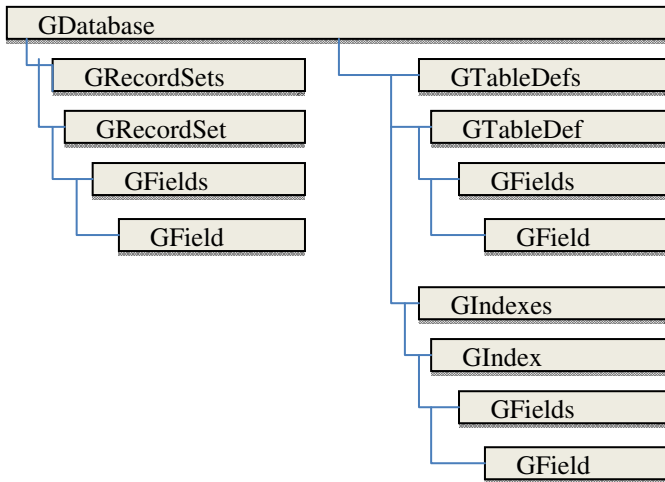 GDatabase
GRecordSets
GRecordSet
GFields
GField
GTableDefs
GTableDef
GFields
GField
GIndexes
GIndex
GFields
GField